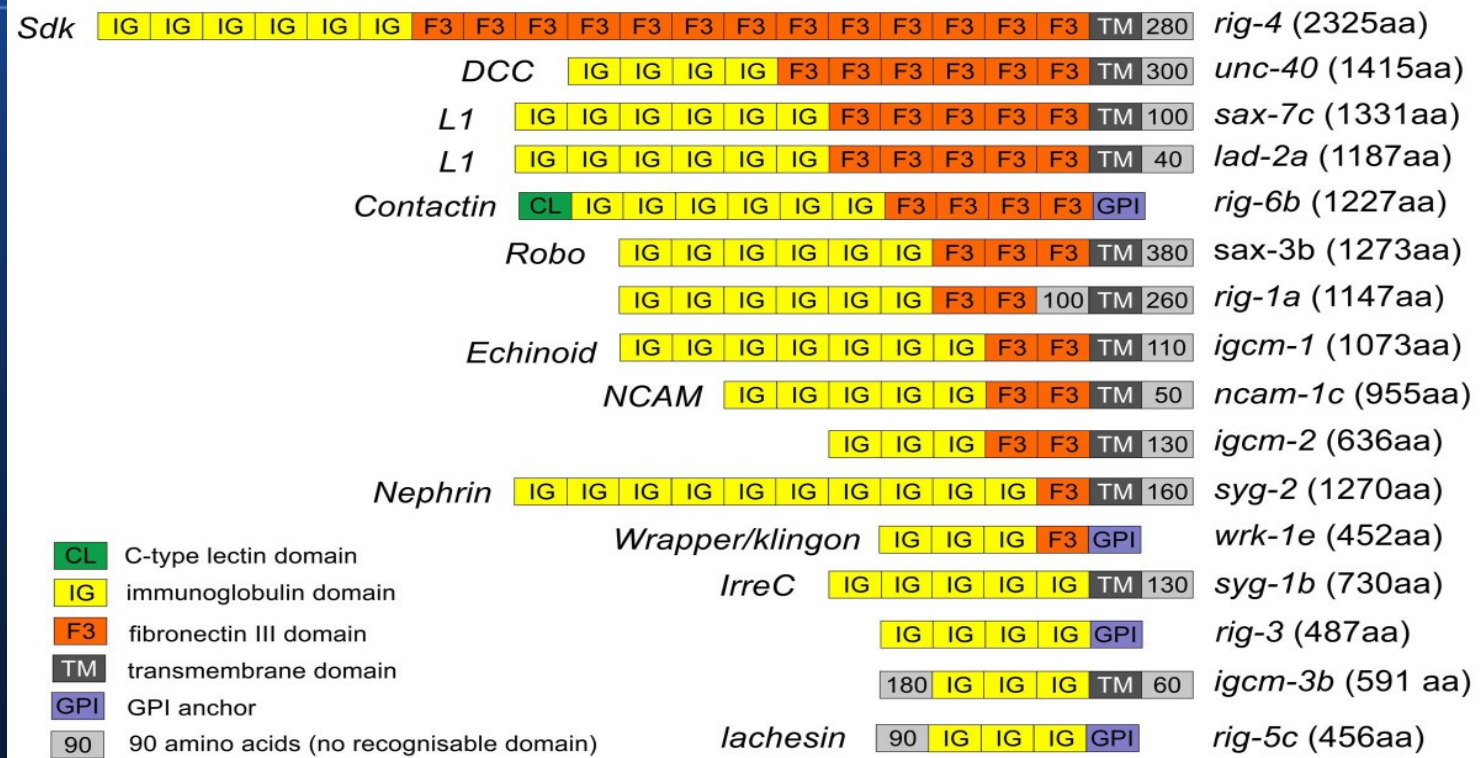 Sdk IG IG IG IG IG IG F3 F3 F3 F3 F3 F3 F3 F3 F3 F3 F3 F3 F3 TM 280 rig-4 (2325aa)
DCC IG IG IG IG F3 F3 F3 F3 F3 F3 TM 300 unc-40 (1415aa)
L1 IG IG IG IG IG IG F3 F3 F3 F3 F3 TM 100 sax-7c (1331aa)
L1 IG IG IG IG IG IG F3 F3 F3 F3 F3 TM 40 lad-2a (1187aa)
Contactin CL IG IG IG IG IG IG F3 F3 F3 F3 GPI rig-6b (1227aa)
Robo IG IG IG IG IG IG F3 F3 F3 TM 380 sax-3b (1273aa)
IG IG IG IG IG IG F3 F3 100 TM 260 rig-1a (1147aa)
Echinoid IG IG IG IG IG IG IG F3 F3 TM 110 igcm-1 (1073aa)
NCAM IG IG IG IG IG F3 F3 TM 50 ncam-1c (955aa)
IG IG IG F3 F3 TM 130 igcm-2 (636aa)
Nephrin IG IG IG IG IG IG IG IG IG IG F3 TM 160 syg-2 (1270aa)
Wrapper/klingon IG IG IG F3 GPI wrk-1e (452aa)
IrreC IG IG IG IG IG TM 130 syg-1b (730aa)
IG IG IG IG GPI rig-3 (487aa)
180 IG IG IG TM 60 igcm-3b (591 aa)
lachesin 90 IG IG IG GPI rig-5c (456aa)
CL C-type lectin domain
IG immunoglobulin domain
F3 fibronectin III domain
TM transmembrane domain
GPI GPI anchor
90 90 amino acids (no recognisable domain)